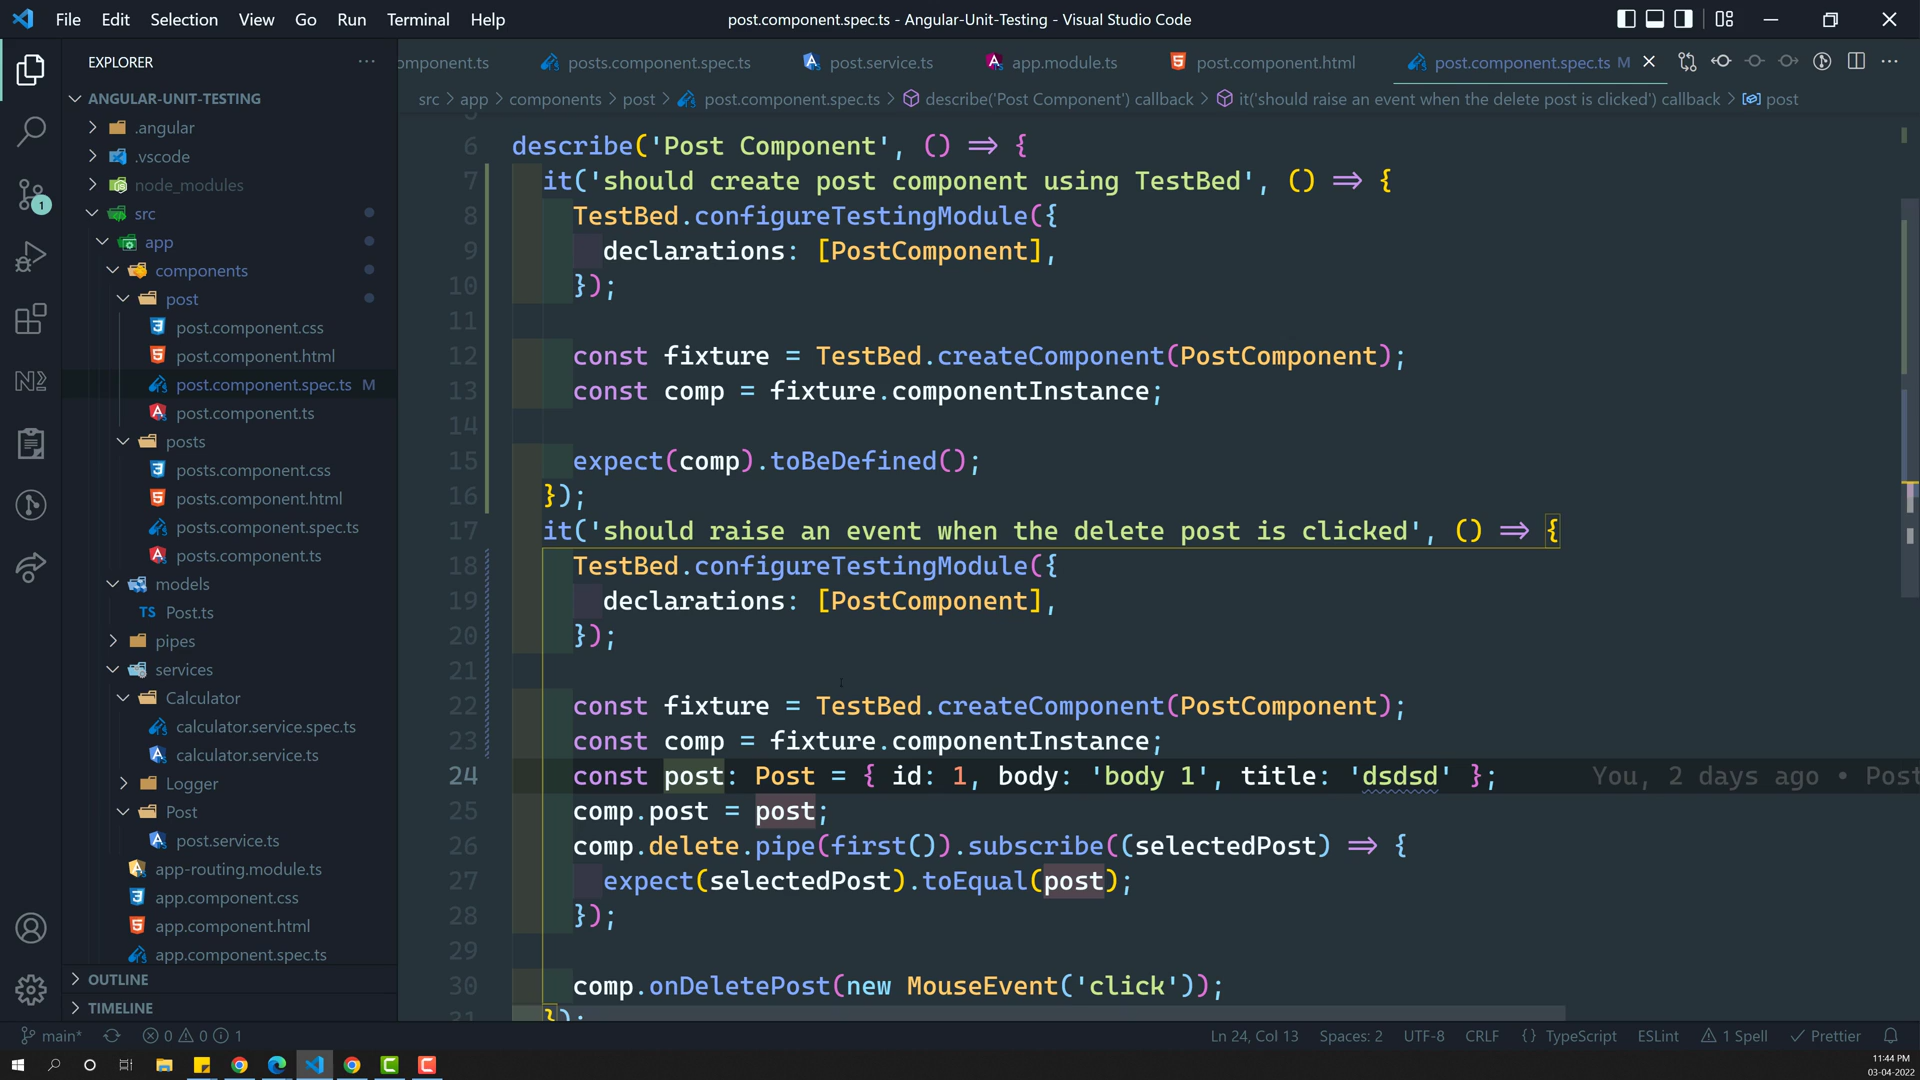 File Edit Selection View Go Run Terminal Help
post.component.spec.ts - Angular-Unit-Testing - Visual Studio Code
EXPLORER
omponent.ts posts.component.spec.ts post.service.ts app.module.ts post.component.html post.component.spec.ts M
src > app > components > post > post.component.spec.ts > describe('Post Component') callback > it('should raise an event when the delete post is clicked') callback > post
ANGULAR-UNIT-TESTING
.angular
.vscode
node_modules
src
app
components
post
post.component.css
post.component.html
post.component.spec.ts M
post.component.ts
posts
posts.component.css
posts.component.html
posts.component.spec.ts
posts.component.ts
models
TS Post.ts
pipes
services
Calculator
calculator.service.spec.ts
calculator.service.ts
Logger
Post
post.service.ts
app-routing.module.ts
app.component.css
app.component.html
app.component.spec.ts
OUTLINE
TIMELINE
1
6 describe('Post Component', () => {
7 it('should create post component using TestBed', () => {
8 TestBed.configureTestingModule({
9 declarations: [PostComponent],
10 });
11
12 const fixture = TestBed.createComponent(PostComponent);
13 const comp = fixture.componentInstance;
14
15 expect(comp).toBeDefined();
16 });
17 it('should raise an event when the delete post is clicked', () => {
18 TestBed.configureTestingModule({
19 declarations: [PostComponent],
20 });
21
22 const fixture = TestBed.createComponent(PostComponent);
23 const comp = fixture.componentInstance;
24 const post: Post = { id: 1, body: 'body 1', title: 'dsdsd' }; You, 2 days ago • Post
25 comp.post = post;
26 comp.delete.pipe(first()).subscribe((selectedPost) => {
27 expect(selectedPost).toEqual(post);
28 });
29
30 comp.onDeletePost(new MouseEvent('click'));
31 });
main* 0 0 1 Ln 24, Col 13 Spaces: 2 UTF-8 CRLF {} TypeScript ESLint 1 Spell Prettier
11:44 PM
03-04-2022